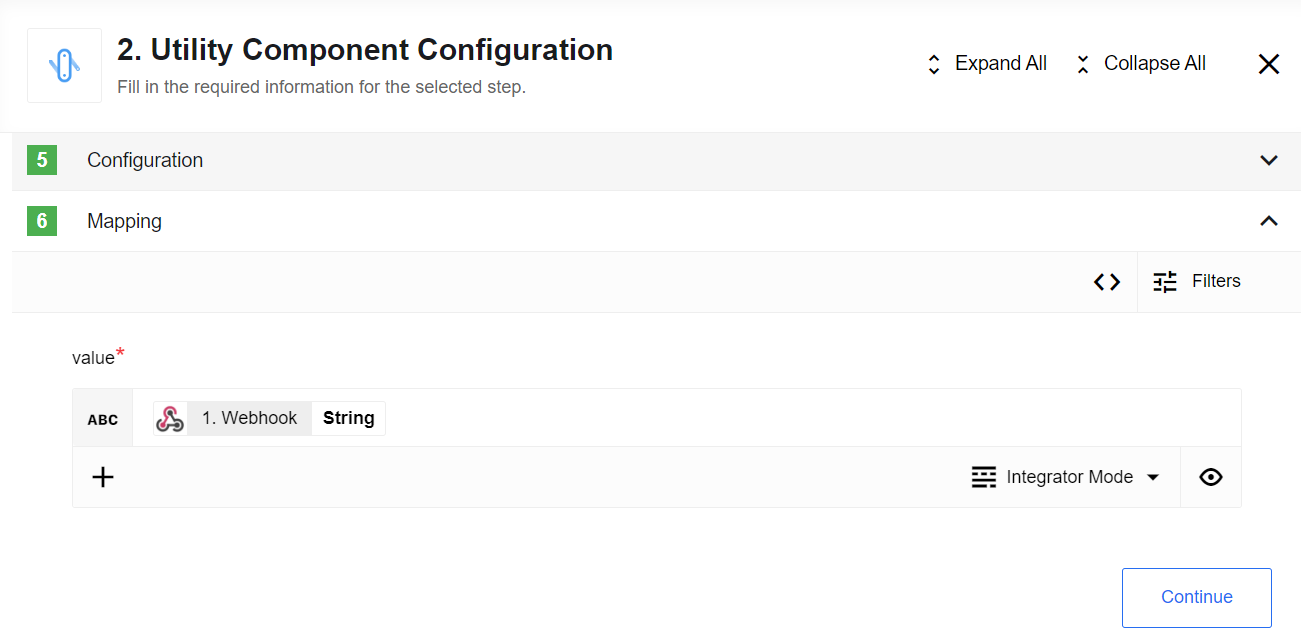 2. Utility Component Configuration
Fill in the required information for the selected step.
Expand All
Collapse All
5 Configuration
6 Mapping
Filters
value*
ABC 1. Webhook String
Integrator Mode
Continue